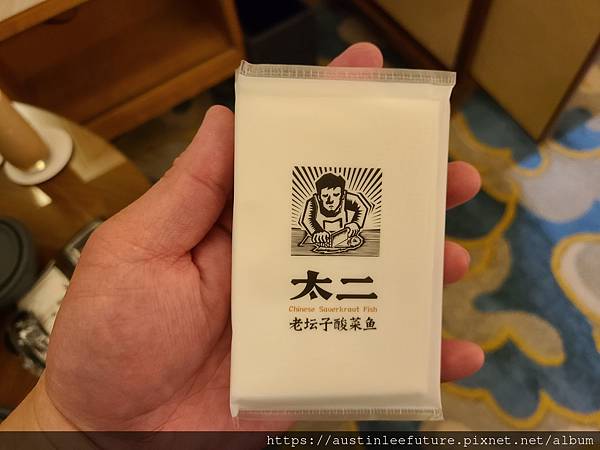 太二
Chinese Sauerkraut Fish
老坛子酸菜鱼
https://austinleefuture.pixnet.net/album